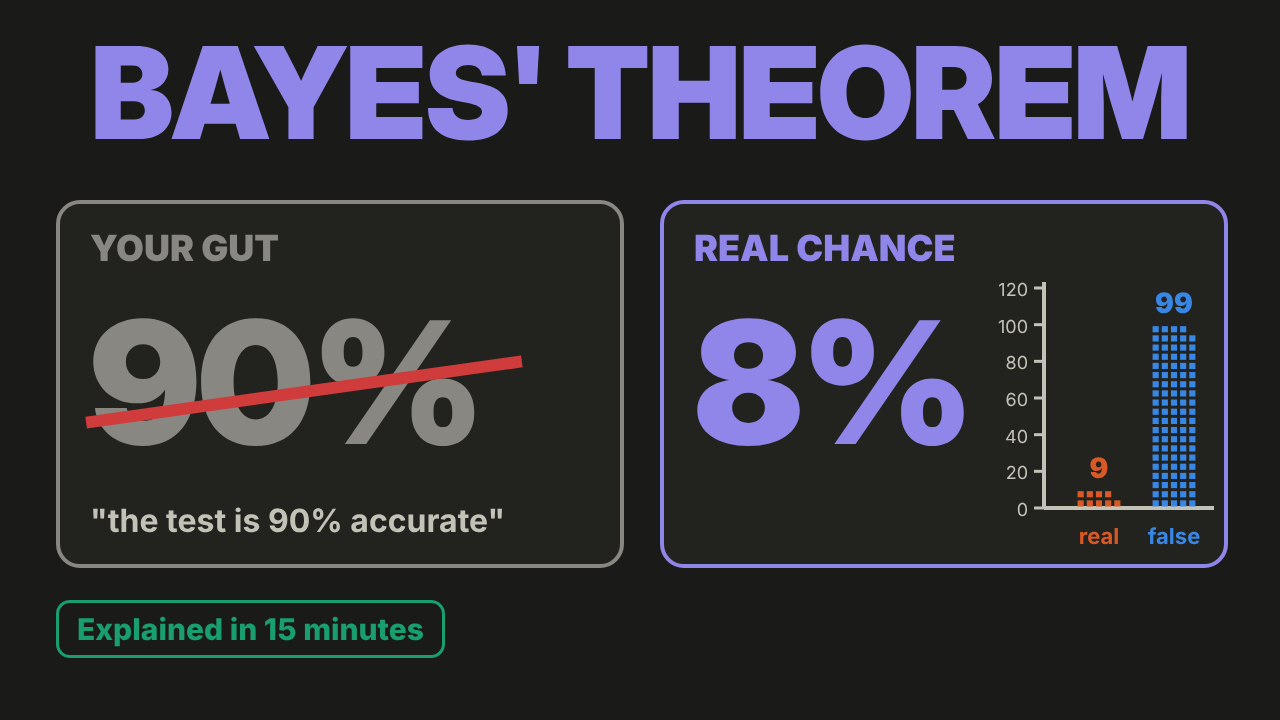 BAYES' THEOREM
YOUR GUT
90%
"the test is 90% accurate"
REAL CHANCE
8%
120
100
80
60
40
20
0
9
99
real
false
Explained in 15 minutes